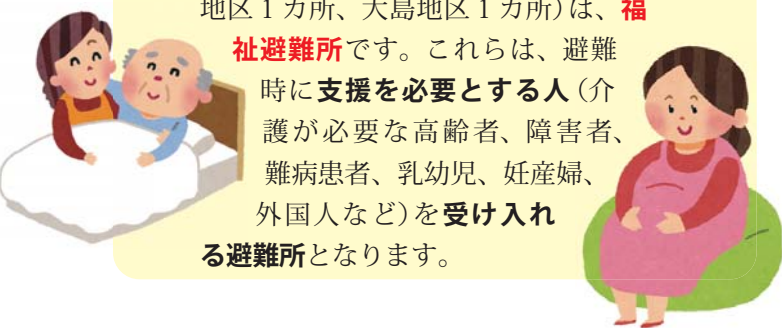 地区１カ所、大島地区１カ所)は、福
祉避難所です。これらは、避難
時に支援を必要とする人(介
護が必要な高齢者、障害者、
難病患者、乳幼児、妊産婦、
外国人など)を受け入れ
る避難所となります。